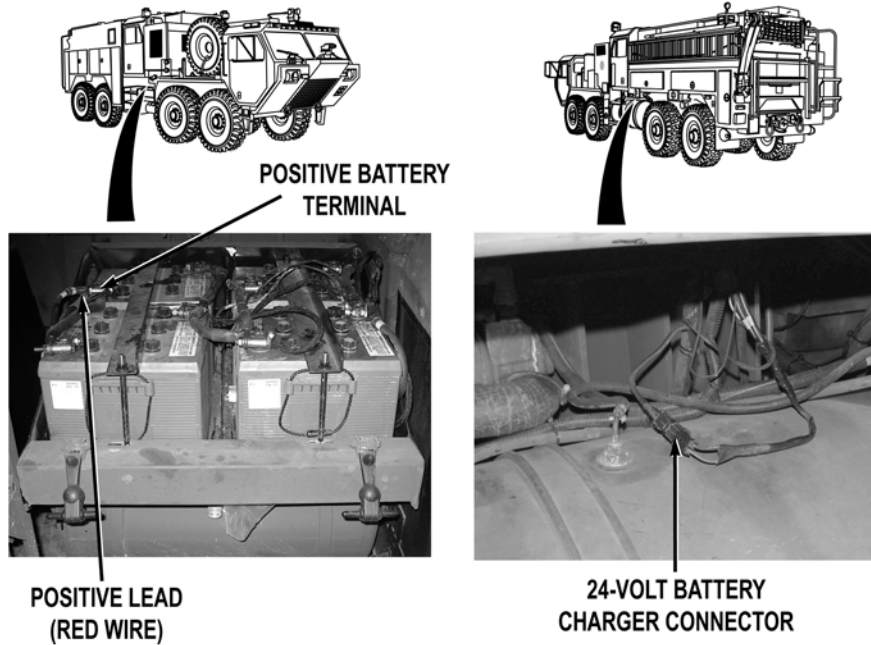 POSITIVE BATTERY
TERMINAL
POSITIVE LEAD
(RED WIRE)
24-VOLT BATTERY
CHARGER CONNECTOR